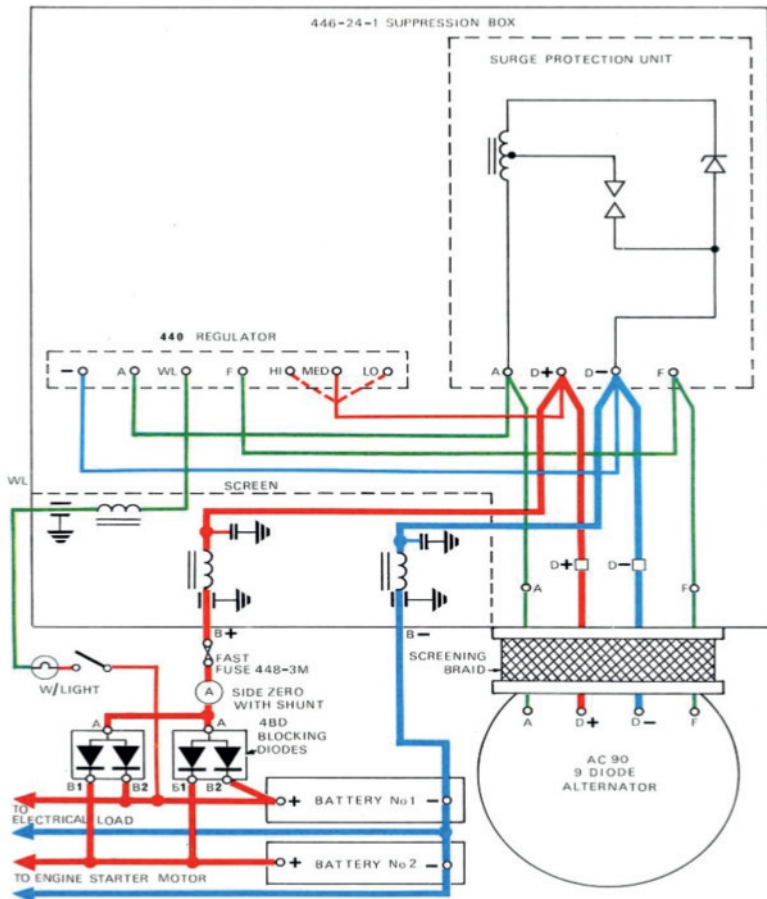 446-24-1 SUPPRESSION BOX
SURGE PROTECTION UNIT
440 REGULATOR
- A WL F HI MED LO
A D+ D- F
WL
SCREEN
D+ D-
A F
B+ B-
FAST
FUSE 448-3M
SCREENING
BRAID
W/LIGHT
A
SIDE ZERO
WITH SHUNT
A A
4BD
BLOCKING
DIODES
A D+ D- F
AC 90
9 DIODE
ALTERNATOR
B1 B2 B1 B2
+ BATTERY No1 -
TO
ELECTRICAL LOAD
+ BATTERY No2 -
TO ENGINE STARTER MOTOR